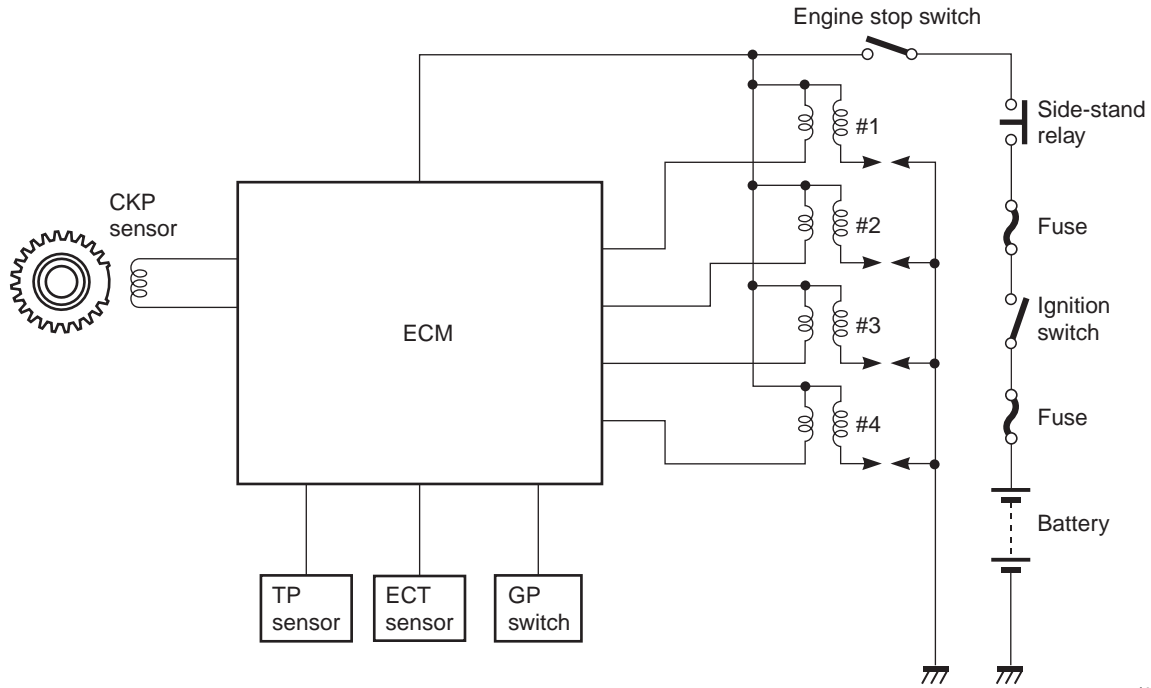 Engine stop switch
Side-stand
relay
#1
CKP
sensor
#2
Fuse
Ignition
switch
#3
ECM
#4
Fuse
Battery
TP
sensor
ECT
sensor
GP
switch